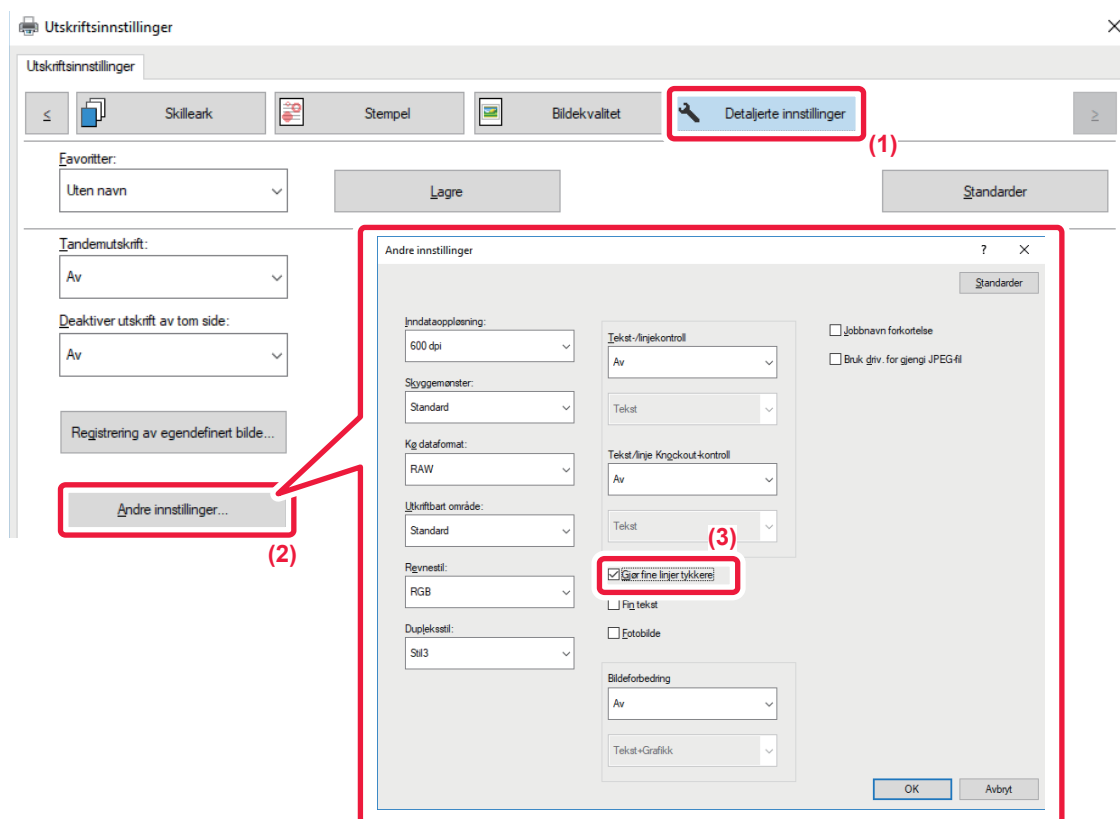 Utskriftsinnstillinger
Utskriftsinnstillinger
≤ Skilleark Stempel Bildekvalitet Detaljerte innstillinger ≥
(1)
Favoritter:
Uten navn Lagre Standarder
Tandemutskrift:
Av
Deaktiver utskrift av tom side:
Av
Registrering av egendefinert bilde...
Andre innstillinger...
(2)
Andre innstillinger ?
Standarder
Inndataoppløsning:
600 dpi
Skyggemønster:
Standard
Kø dataformat:
RAW
Utkriftbart område:
Standard
Revnestil:
RGB
Dupleksstil:
Stil3
Tekst-/linjekontroll
Av
Tekst
Tekst/linje Knockout-kontroll
Av
Tekst
(3)
Gjør fine linjer tykkere
Fin tekst
Fotobilde
Bildeforbedring
Av
Tekst+Grafikk
Jobbnavn forkortelse
Bruk driv. for gjengi JPEG-fil
OK Avbryt